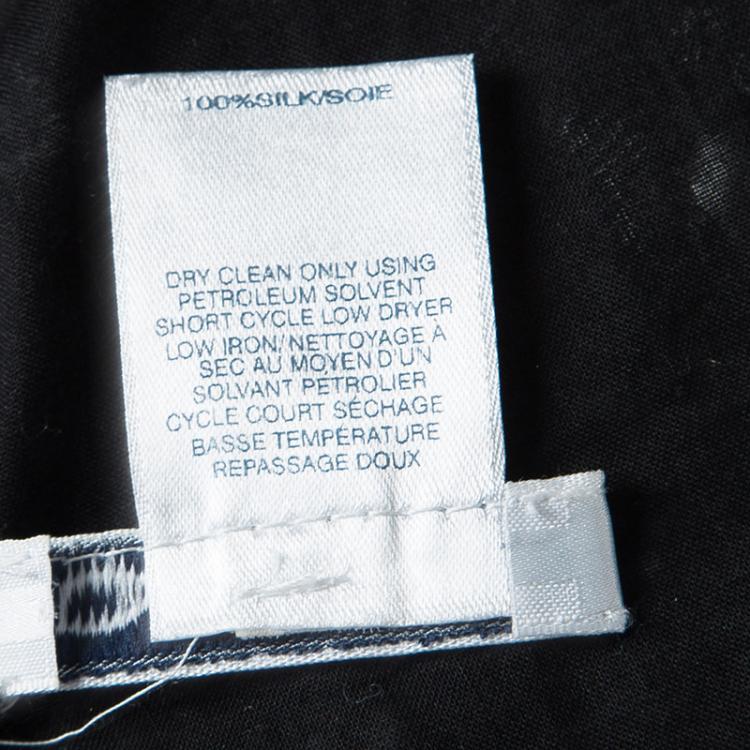 100%SILK/SOIE
DRY CLEAN ONLY USING
PETROLEUM SOLVENT
SHORT CYCLE LOW DRYER
LOW IRON/NETTOYAGE À
SEC AU MOYEN D'UN
SOLVANT PÉTROLIER
CYCLE COURT SÉCHAGE
BASSE TEMPÉRATURE
REPASSAGE DOUX